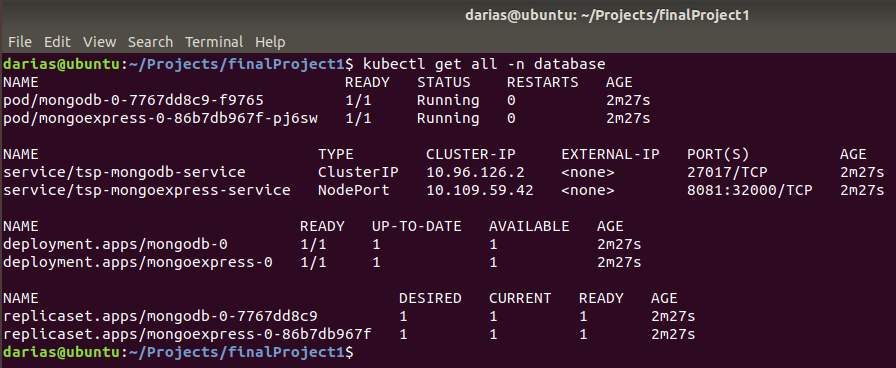 darias@ubuntu: ~/Projects/finalProject1
File Edit View Search Terminal Help
darias@ubuntu:~/Projects/finalProject1$ kubectl get all -n database
NAME READY STATUS RESTARTS AGE
pod/mongodb-0-7767dd8c9-f9765 1/1 Running 0 2m27s
pod/mongoexpress-0-86b7db967f-pj6sw 1/1 Running 0 2m27s
NAME TYPE CLUSTER-IP EXTERNAL-IP PORT(S) AGE
service/tsp-mongodb-service ClusterIP 10.96.126.2 <none> 27017/TCP 2m27s
service/tsp-mongoexpress-service NodePort 10.109.59.42 <none> 8081:32000/TCP 2m27s
NAME READY UP-TO-DATE AVAILABLE AGE
deployment.apps/mongodb-0 1/1 1 1 2m27s
deployment.apps/mongoexpress-0 1/1 1 1 2m27s
NAME DESIRED CURRENT READY AGE
replicaset.apps/mongodb-0-7767dd8c9 1 1 1 2m27s
replicaset.apps/mongoexpress-0-86b7db967f 1 1 1 2m27s
darias@ubuntu:~/Projects/finalProject1$